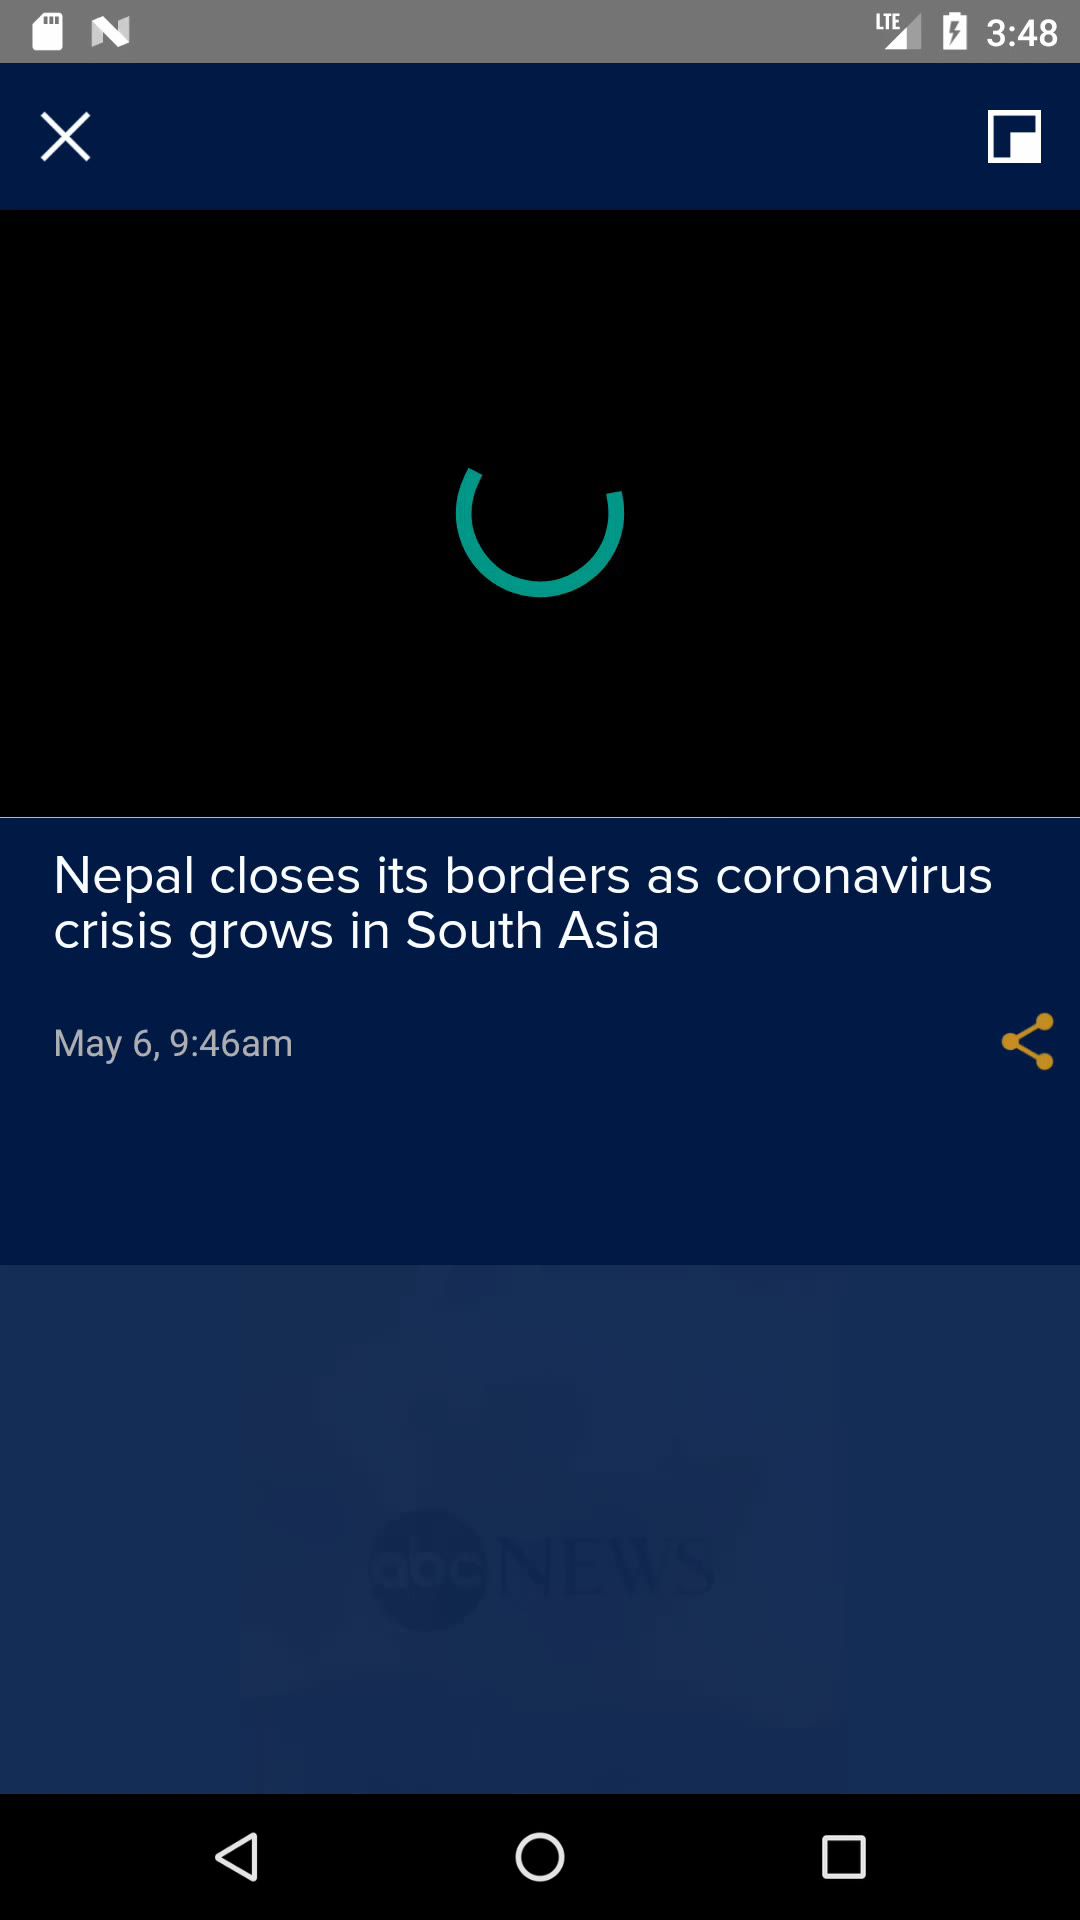 LTE 3:48
Nepal closes its borders as coronavirus
crisis grows in South Asia
May 6, 9:46am
abc NEWS